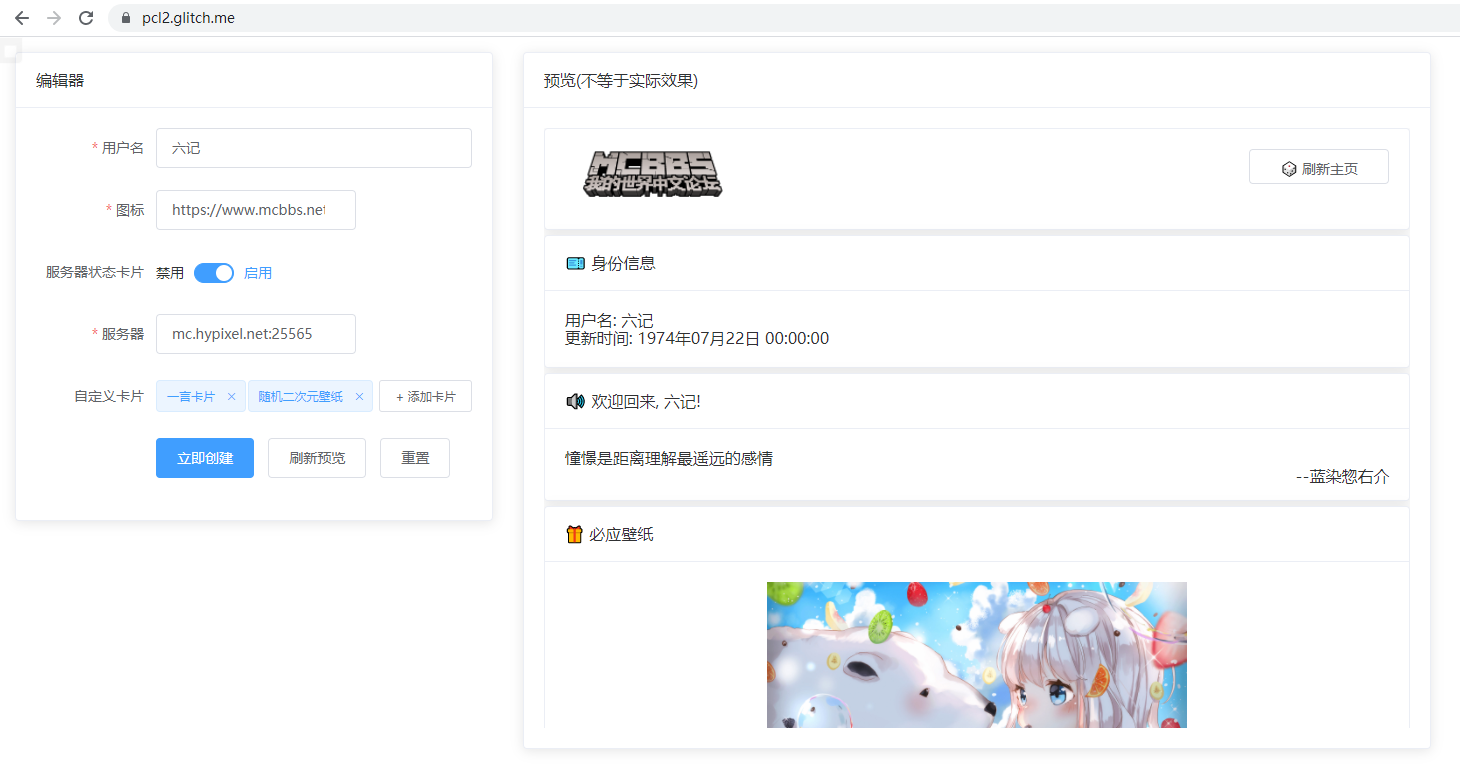 pcl2.glitch.me
编辑器
* 用户名
六记
* 图标
https://www.mcbbs.net
服务器状态卡片 禁用 启用
* 服务器
mc.hypixel.net:25565
自定义卡片 一言卡片 × 随机二次元壁纸 × + 添加卡片
立即创建 刷新预览 重置
预览(不等于实际效果)
MCBBS
我的世界中文论坛
刷新主页
身份信息
用户名: 六记
更新时间: 1974年07月22日 00:00:00
欢迎回来, 六记!
憧憬是距离理解最遥远的感情
--蓝染惣右介
必应壁纸